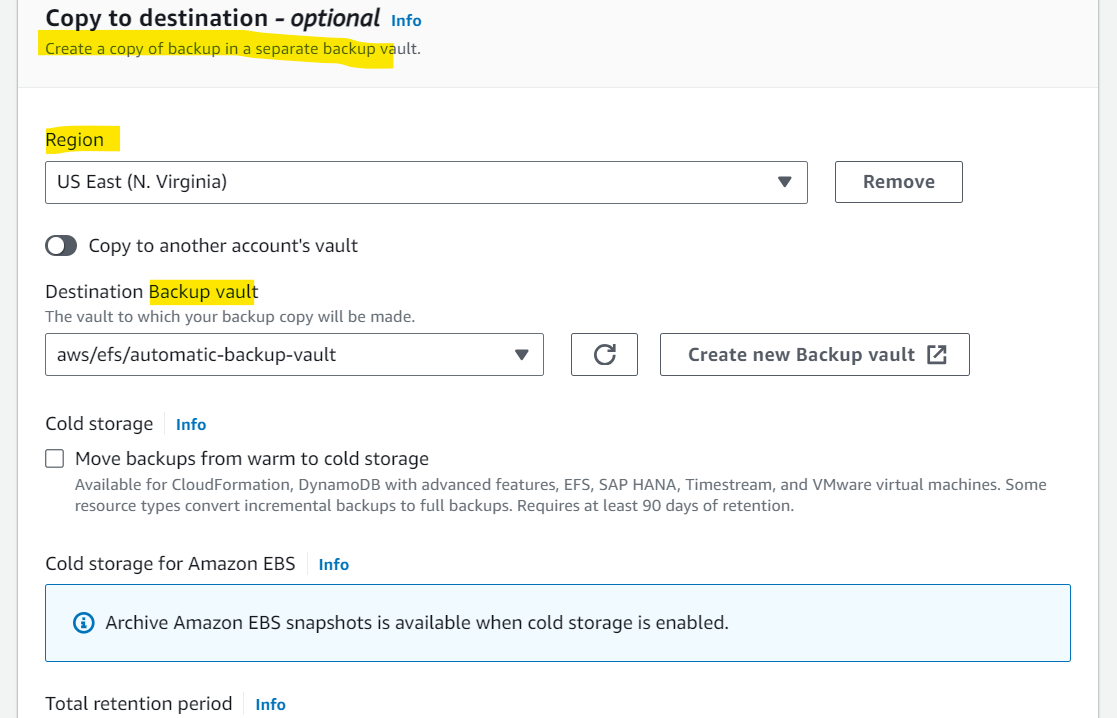 Copy to destination - optional Info
Create a copy of backup in a separate backup vault.
Region
US East (N. Virginia)
Remove
Copy to another account's vault
Destination Backup vault
The vault to which your backup copy will be made.
aws/efs/automatic-backup-vault
Create new Backup vault
Cold storage Info
Move backups from warm to cold storage
Available for CloudFormation, DynamoDB with advanced features, EFS, SAP HANA, Timestream, and VMware virtual machines. Some
resource types convert incremental backups to full backups. Requires at least 90 days of retention.
Cold storage for Amazon EBS Info
Archive Amazon EBS snapshots is available when cold storage is enabled.
Total retention period Info